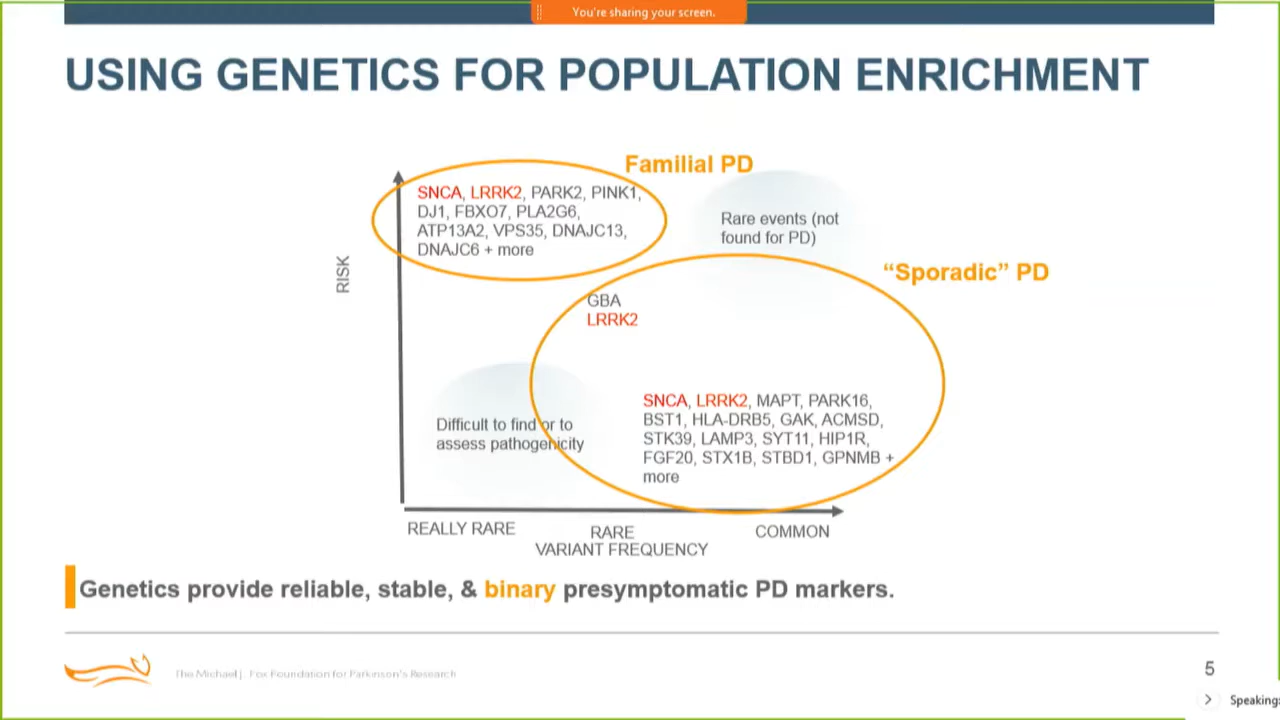 You're sharing your screen.
USING GENETICS FOR POPULATION ENRICHMENT
Familial PD
SNCA, LRRK2, PARK2, PINK1,
DJ1, FBXO7, PLA2G6,
ATP13A2, VPS35, DNAJC13,
DNAJC6 + more
Rare events (not
found for PD)
"Sporadic" PD
RISK
GBA
LRRK2
SNCA, LRRK2, MAPT, PARK16,
BST1, HLA-DRB5, GAK, ACMSD,
STK39, LAMP3, SYT11, HIP1R,
FGF20, STX1B, STBD1, GPNMB +
more
Difficult to find or to
assess pathogenicity
REALLY RARE
RARE
COMMON
VARIANT FREQUENCY
Genetics provide reliable, stable, & binary presymptomatic PD markers.
The Michael J. Fox Foundation for Parkinson's Research
5
Speaking: